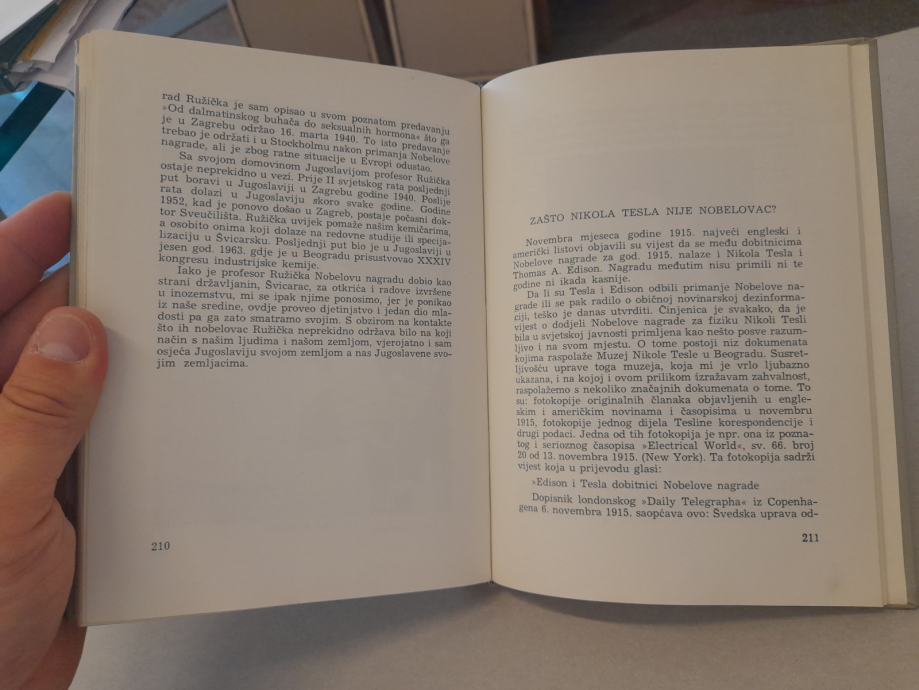 rad Ružička je sam opisao u svom poznatom predavanju
»Od dalmatinskog buhača do seksualnih hormona« što ga
je u Zagrebu održao 16. marta 1940. To isto predavanje
trebao je održati i u Stockholmu nakon primanja Nobelove
nagrade, ali je zbog ratne situacije u Evropi odustao.
Sa svojom domovinom Jugoslavijom profesor Ružička
ostaje neprekidno u vezi. Prije II svjetskog rata posljednji
put boravi u Jugoslaviji u Zagrebu godine 1940. Poslije
rata dolazi u Jugoslaviju skoro svake godine. Godine
1952, kad je ponovo došao u Zagreb, postaje počasni dok-
tor Sveučilišta. Ružička uvijek pomaže našim kemičarima,
a osobito onima koji dolaze na redovne studije ili specija-
lizaciju u Švicarsku. Posljednji put bio je u Jugoslaviji u
jesen god. 1963. gdje je u Beogradu prisustvovao XXXIV
kongresu industrijske kemije.
Iako je profesor Ružička Nobelovu nagradu dobio kao
strani državljanin, Švicarac, za otkrića i radove izvršene
u inozemstvu, mi se ipak njime ponosimo, jer je ponikao
iz naše sredine, ovdje proveo djetinjstvo i jedan dio mla-
dosti pa ga zato smatramo svojim. S obzirom na kontakte
što ih nobelovac Ružička neprekidno održava bilo na koji
način s našim ljudima i našom zemljom, vjerojatno i sam
osjeća Jugoslaviju svojom zemljom a nas Jugoslavene svo-
jim zemljacima.
210
ZAŠTO NIKOLA TESLA NIJE NOBELOVAC?
Novembra mjeseca godine 1915. najveći engleski i
američki listovi objavili su vijest da se među dobitnicima
Nobelove nagrade za god. 1915. nalaze i Nikola Tesla i
Thomas A. Edison. Nagradu međutim nisu primili ni te
godine ni ikada kasnije.
Da li su Tesla i Edison odbili primanje Nobelove na-
grade ili se pak radilo o običnoj novinarskoj dezinforma-
ciji, teško je danas utvrditi. Činjenica je svakako, da je
vijest o dodjeli Nobelove nagrade za fiziku Nikoli Tesli
bila u svjetskoj javnosti primljena kao nešto posve razum-
ljivo i na svom mjestu. O tome postoji niz dokumenata
kojima raspolaže Muzej Nikole Tesle u Beogradu. Susret-
ljivošću uprave toga muzeja, koja mi je vrlo ljubazno
ukazana, i na kojoj i ovom prilikom izražavam zahvalnost,
raspolažemo s nekoliko značajnih dokumenata o tome. To
su: fotokopije originalnih članaka objavljenih u engle-
skim i američkim novinama i časopisima u novembru
1915, fotokopije jednog dijela Tesline korespondencije i
drugi podaci. Jedna od tih fotokopija je npr. ona iz pozna-
tog i serioznog časopisa »Electrical World«, sv. 66. broj
20 od 13. novembra 1915. (New York). Ta fotokopija sadrži
vijest koja u prijevodu glasi:
»Edison i Tesla dobitnici Nobelove nagrade
Dopisnik londonskog »Daily Telegrapha« iz Copenha-
gena 6. novembra 1915. saopćava ovo: Švedska uprava od-
211